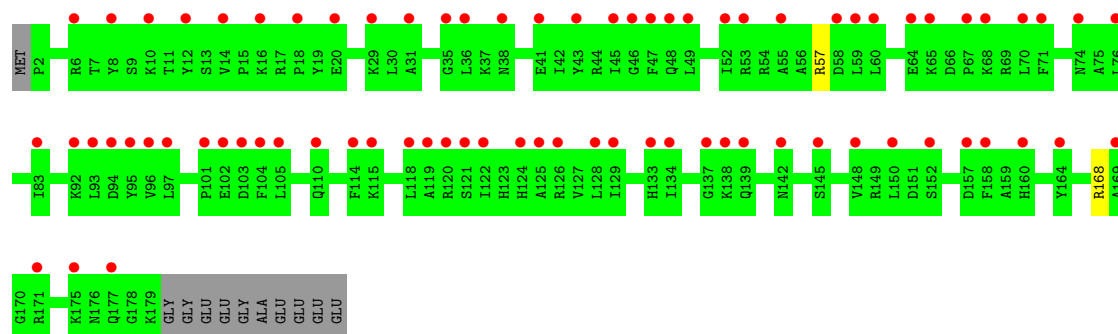 MET P2 R6 T7 Y8 S9 K10 T11 Y12 S13 V14 P15 K16 R17 P18 Y19 E20 K29 L30 A31 G35 L36 K37 N38 E41 I42 Y43 R44 I45 G46 F47 Q48 L49 I52 R53 R54 A55 A56 R57 D58 L59 L60 E64 K65 D66 P67 K68 R69 L70 F71 N74 A75 L76
I83 K92 L93 D94 Y95 V96 L97 P101 E102 D103 F104 L105 Q110 F114 K115 L118 A119 R120 S121 I122 H123 H124 A125 R126 V127 L128 I129 H133 I134 G137 K138 Q139 N142 S145 V148 R149 L150 D151 S152 D157 F158 A159 H160 Y164 R168 A169
G170 R171 K175 N176 Q177 G178 K179 GLY GLY GLU GLU GLY ALA GLU GLU GLU GLU